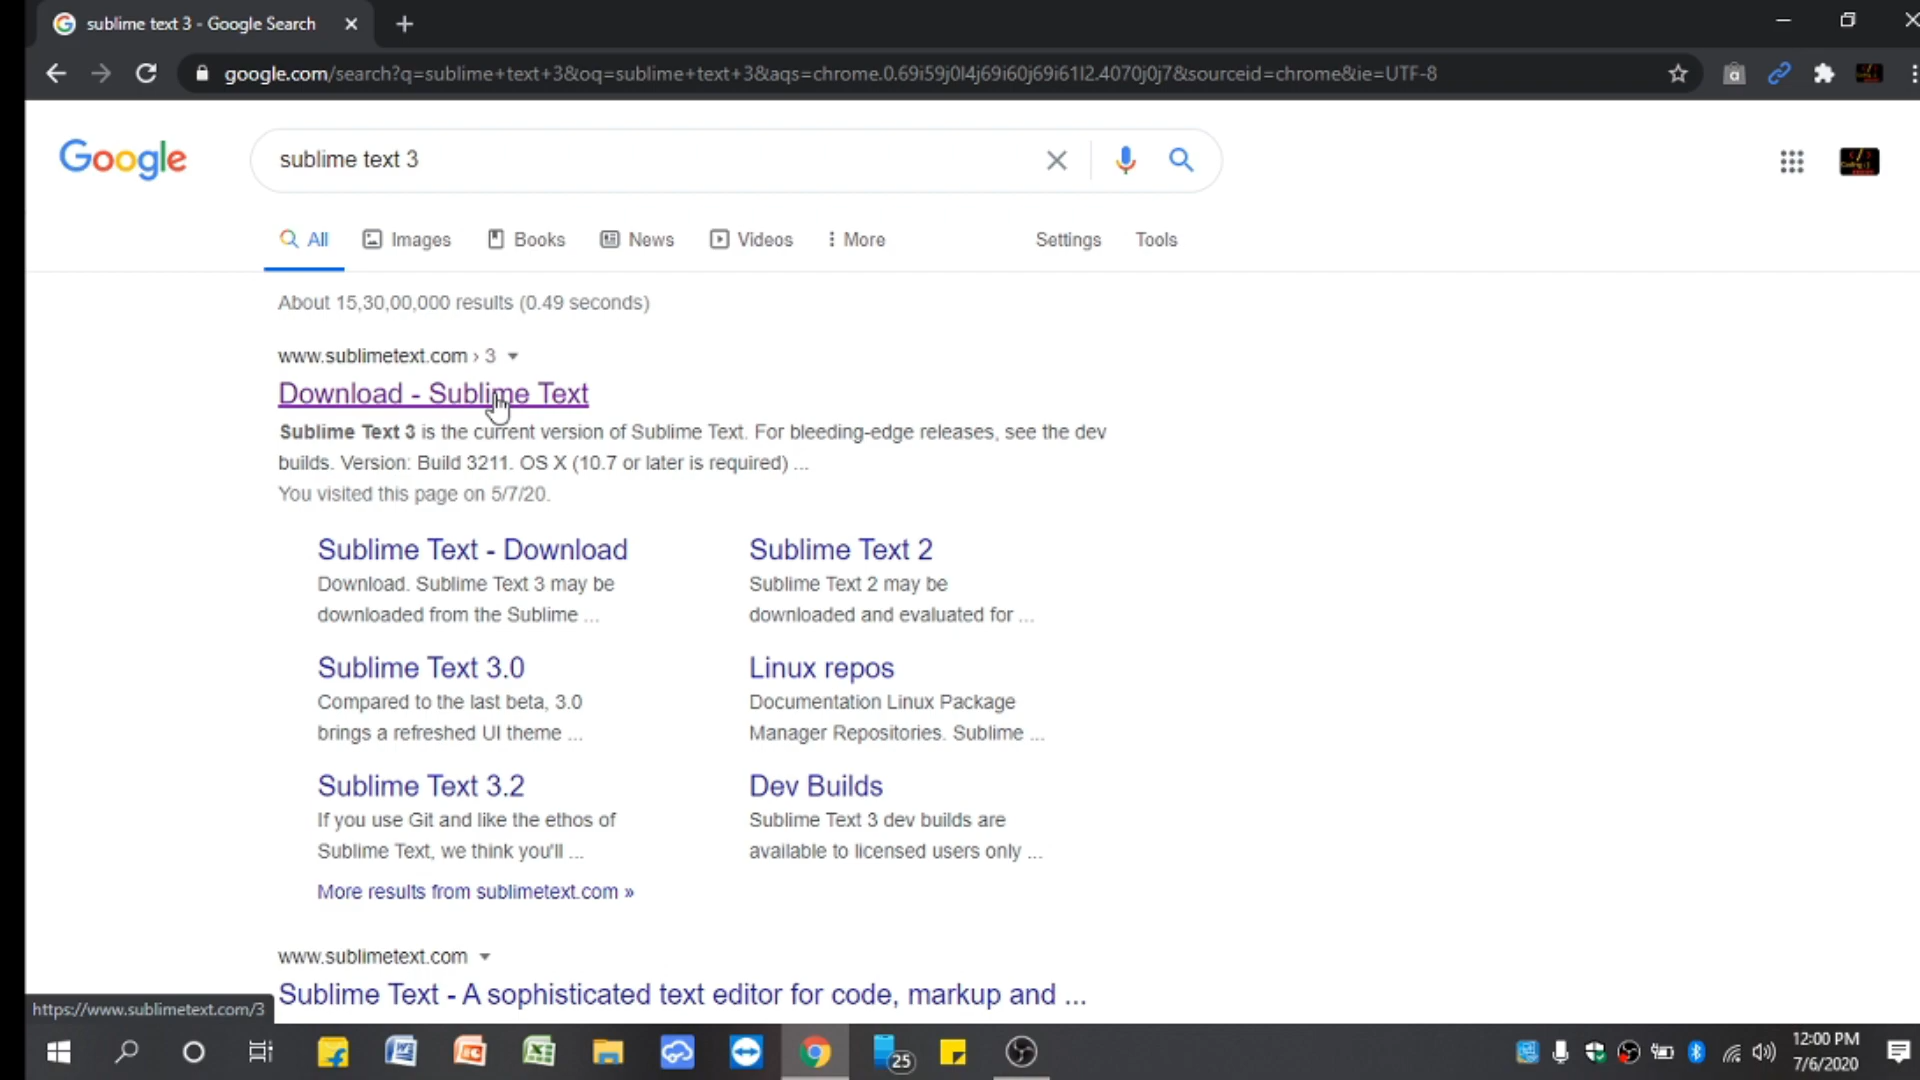 sublime text 3 - Google Search
google.com/search?q=sublime+text+3&oq=sublime+text+3&aqs=chrome.0.69i59j0l4j69i60j69i61l2.4070j0j7&sourceid=chrome&ie=UTF-8
Google
sublime text 3
All Images Books News Videos More Settings Tools
About 15,30,00,000 results (0.49 seconds)
www.sublimetext.com › 3
Download - Sublime Text
Sublime Text 3 is the current version of Sublime Text. For bleeding-edge releases, see the dev
builds. Version: Build 3211. OS X (10.7 or later is required) ...
You visited this page on 5/7/20.
Sublime Text - Download
Download. Sublime Text 3 may be
downloaded from the Sublime ...
Sublime Text 2
Sublime Text 2 may be
downloaded and evaluated for ...
Sublime Text 3.0
Compared to the last beta, 3.0
brings a refreshed UI theme ...
Linux repos
Documentation Linux Package
Manager Repositories. Sublime ...
Sublime Text 3.2
If you use Git and like the ethos of
Sublime Text, we think you'll ...
Dev Builds
Sublime Text 3 dev builds are
available to licensed users only ...
More results from sublimetext.com »
www.sublimetext.com
Sublime Text - A sophisticated text editor for code, markup and ...
https://www.sublimetext.com/3
25
12:00 PM
7/6/2020